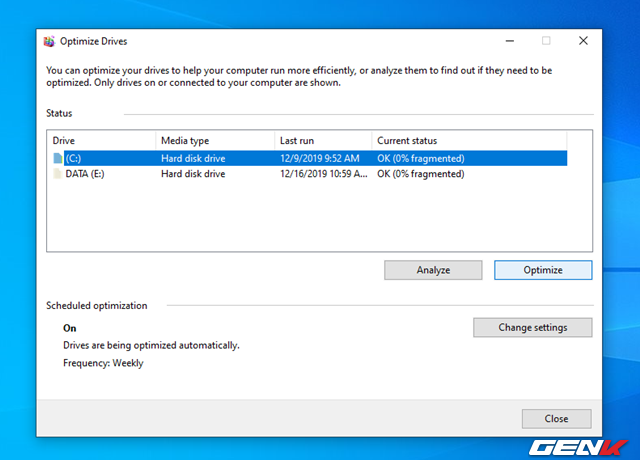 Optimize Drives
You can optimize your drives to help your computer run more efficiently, or analyze them to find out if they need to be
optimized. Only drives on or connected to your computer are shown.
Status
Drive Media type Last run Current status
(C:) Hard disk drive 12/9/2019 9:52 AM OK (0% fragmented)
DATA (E:) Hard disk drive 12/16/2019 10:59 A... OK (0% fragmented)
Analyze Optimize
Scheduled optimization
On Change settings
Drives are being optimized automatically.
Frequency: Weekly
Close
GENK